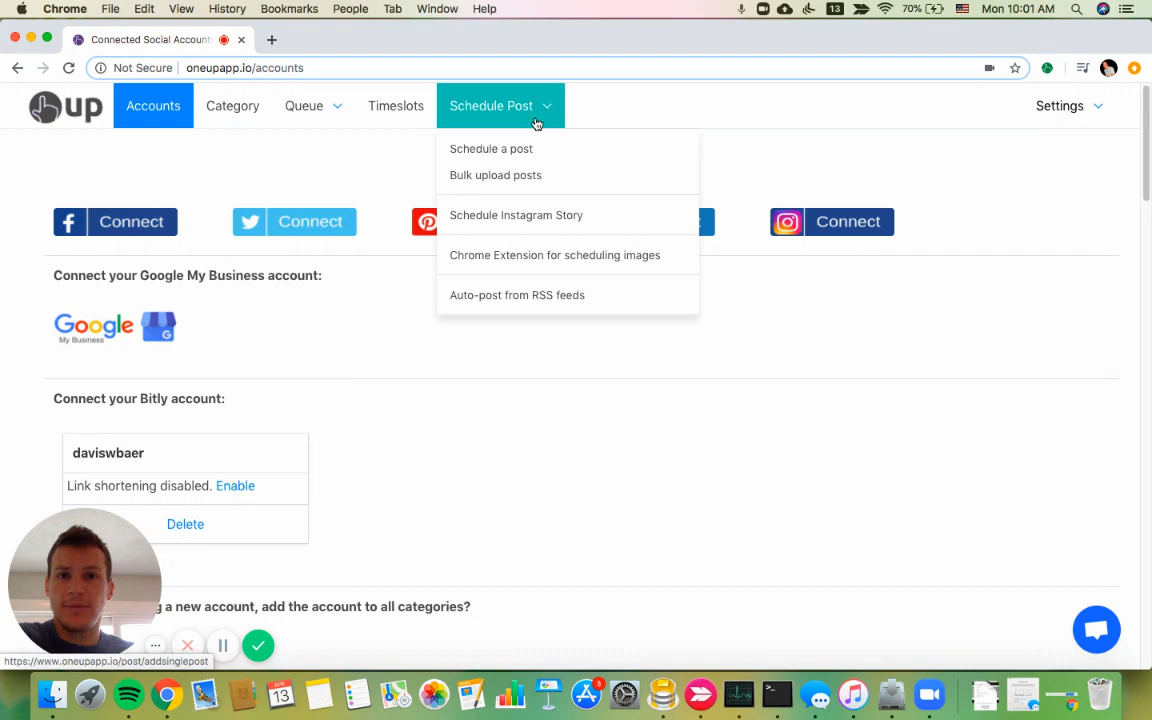 Chrome File Edit View History Bookmarks People Tab Window Help 13 70% Mon 10:01 AM
Connected Social Account
Not Secure oneupapp.io/accounts
up Accounts Category Queue Timeslots Schedule Post Settings
Schedule a post
Bulk upload posts
Connect Connect Connect
Schedule Instagram Story
Chrome Extension for scheduling images
Connect your Google My Business account:
Auto-post from RSS feeds
Google
My Business
Connect your Bitly account:
daviswbaer
Link shortening disabled. Enable
Delete
a new account, add the account to all categories?
https://www.oneupapp.io/post/addsinglepost
13 3